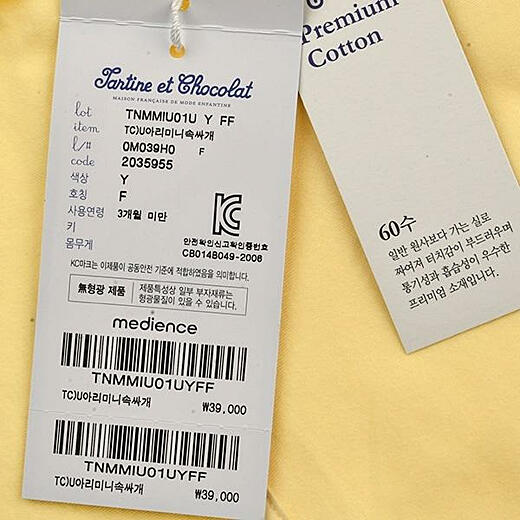 Tartine et Chocolat
MAISON FRANÇAISE DE MODE ENFANTINE
lot TNMMIU01U Y FF
item TC)U아리미니속싸개
l/# 0M039H0 F
code 2035955
색상 Y
호칭 F
사용연령 3개월 미만
키
몸무게
안전확인신고확인증번호
CB014B049-2006
KC마크는 이제품이 공통안전 기준에 적합하였음을 의미합니다.
無형광 제품
제품특성상 일부 부자재류는
형광물질이 있을 수 있습니다.
medience
TNMMIU01UYFF
TC)U아리미니속싸개 ₩39,000
TNMMIU01UYFF
TC)U아리미니속싸개 ₩39,000
Premium
Cotton
60수
일반 원사보다 가는 실로
짜여져 터치감이 부드러우며
통기성과 흡습성이 우수한
프리미엄 소재입니다.